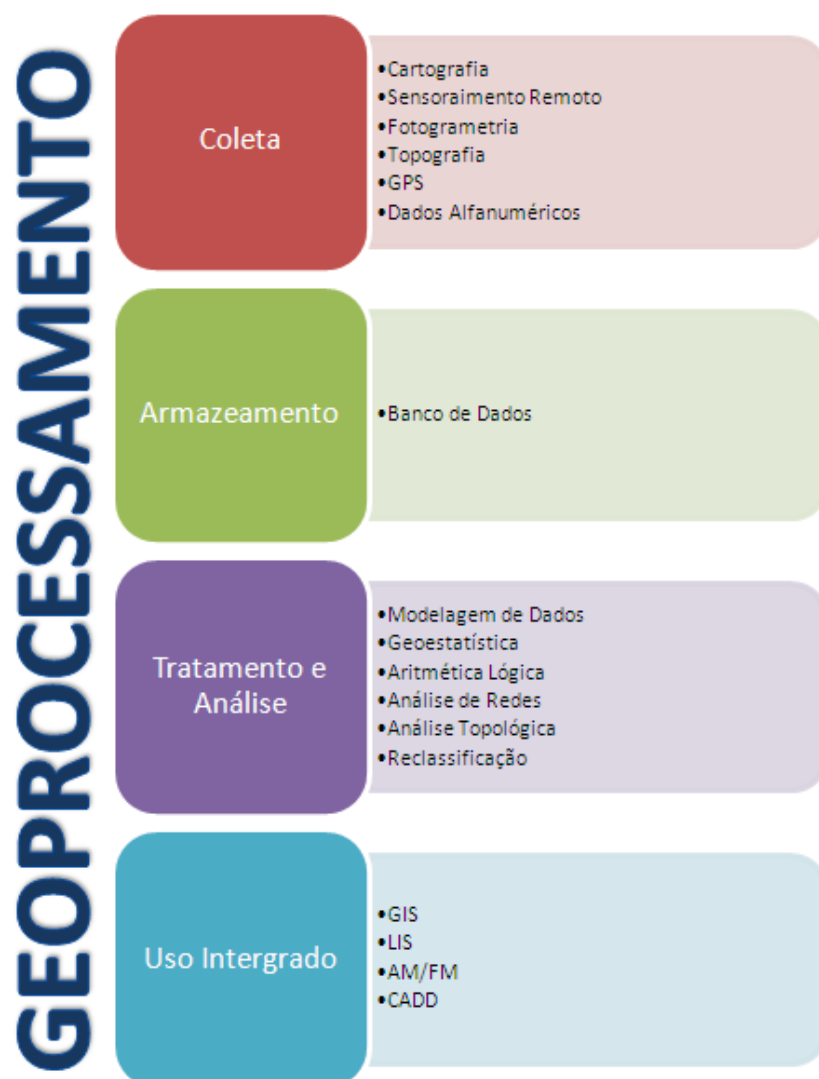 GEOPROCESSAMENTO
Coleta
•Cartografia
•Sensoraimento Remoto
•Fotogrametria
•Topografia
•GPS
•Dados Alfanuméricos
Armazeamento
•Banco de Dados
Tratamento e
Análise
•Modelagem de Dados
•Geoestatística
•Aritmética Lógica
•Análise de Redes
•Análise Topológica
•Reclassificação
Uso Intergrado
•GIS
•LIS
•AM/FM
•CADD